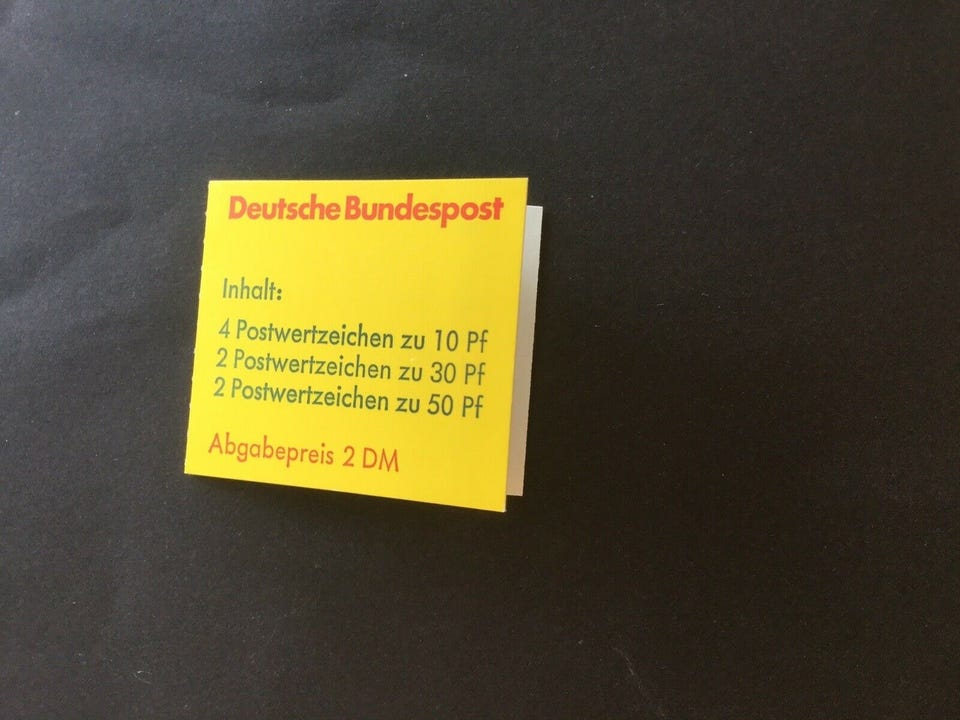 Deutsche Bundespost
Inhalt:
4 Postwertzeichen zu 10 Pf
2 Postwertzeichen zu 30 Pf
2 Postwertzeichen zu 50 Pf
Abgabepreis 2 DM